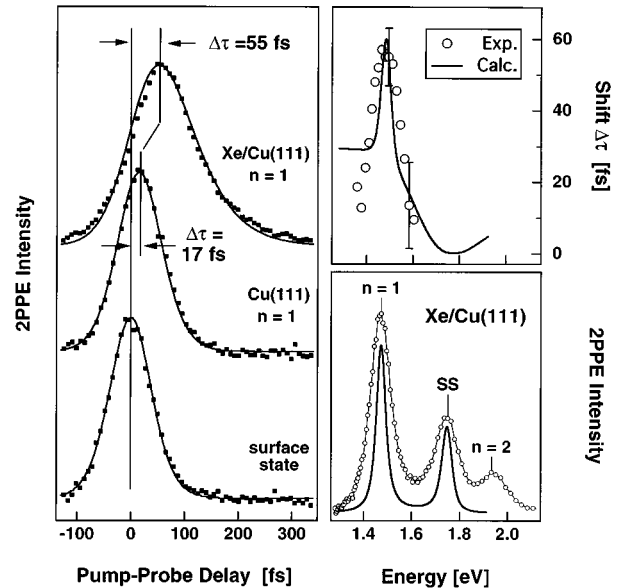 Δτ =55 fs
Xe/Cu(111)
n = 1
Δτ =
17 fs
Cu(111)
n = 1
surface
state
2PPE Intensity
-100 0 100 200 300
Pump-Probe Delay [fs]
Exp.
Calc.
60
40
20
0
Shift Δτ [fs]
n = 1
Xe/Cu(111)
SS
n = 2
2PPE Intensity
1.4 1.6 1.8 2.0
Energy [eV]